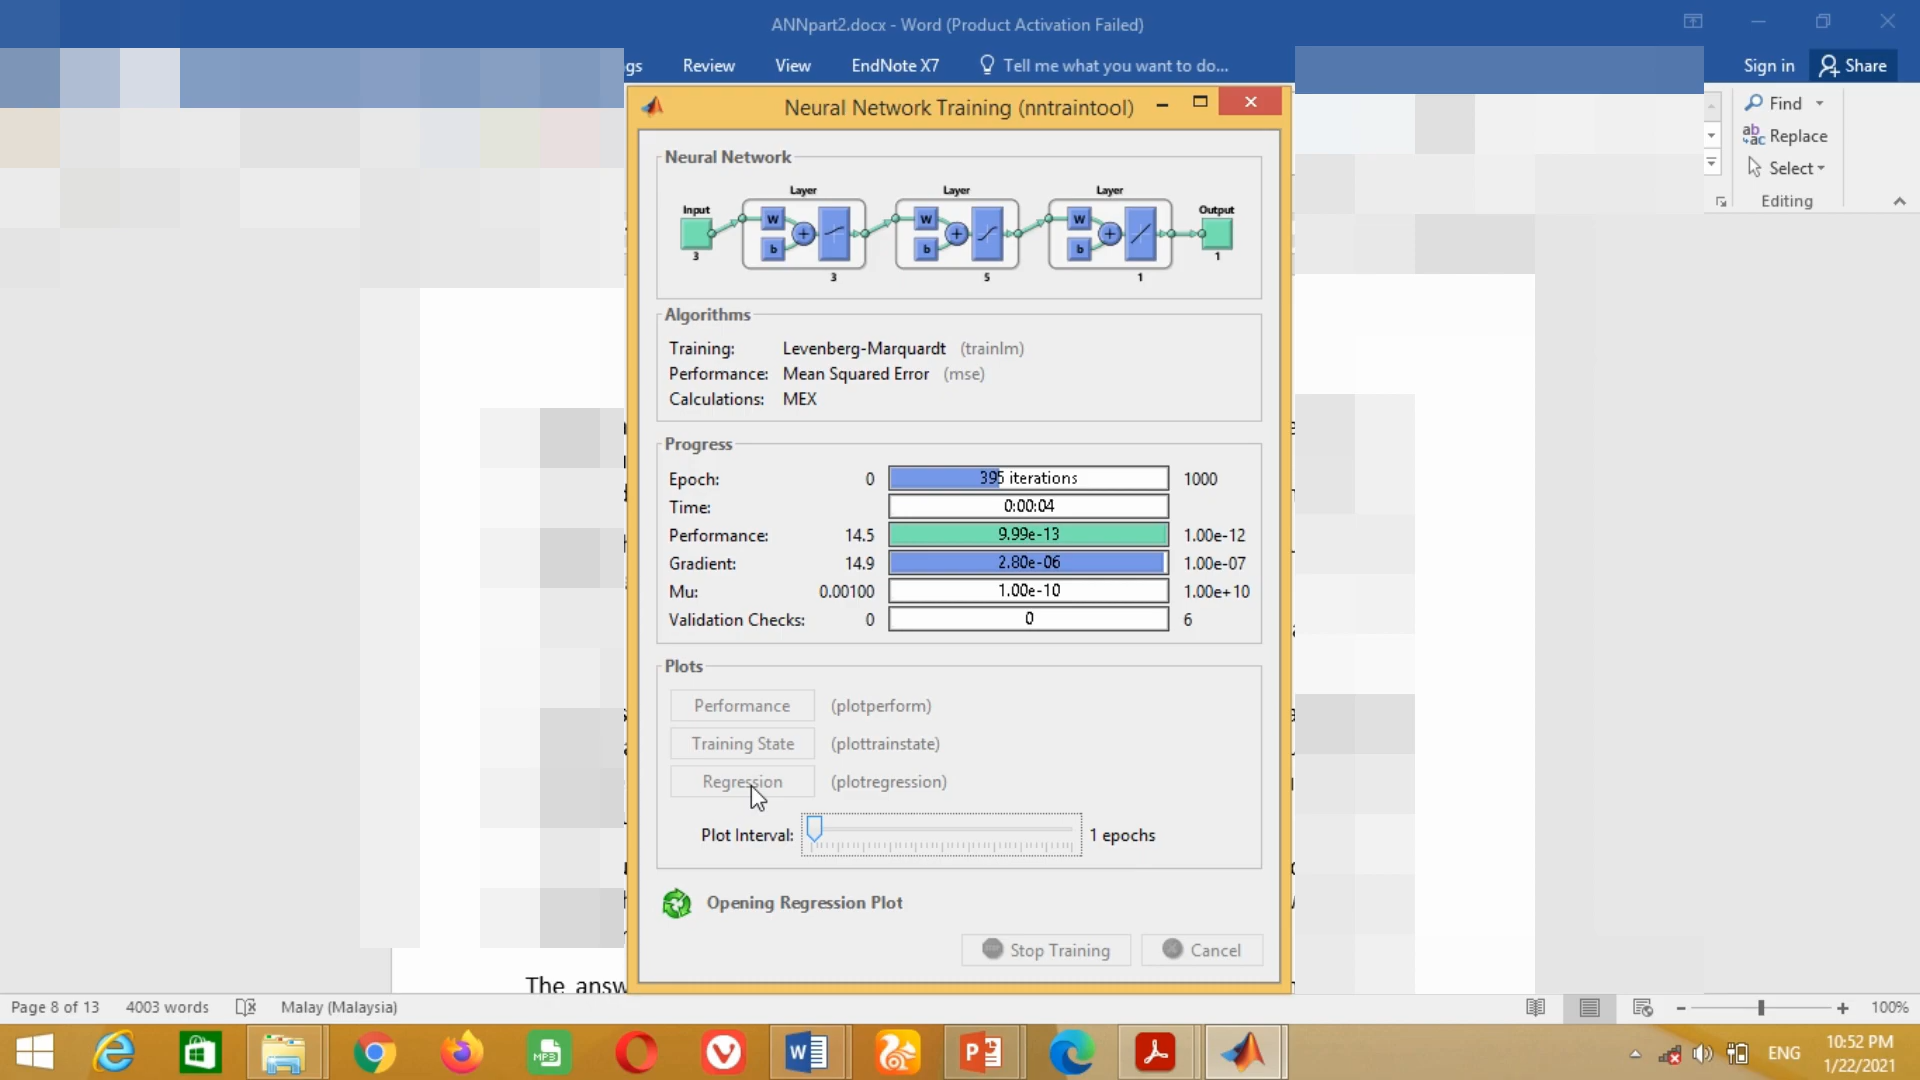 ANNpart2.docx - Word (Product Activation Failed)
gs Review View EndNote X7 Tell me what you want to do... Sign in Share
Find
Replace
Select
Editing
Neural Network Training (nntraintool)
Neural Network
Layer Layer Layer
Input Output
W W W
b b b
3 3 5 1 1
Algorithms
Training: Levenberg-Marquardt (trainlm)
Performance: Mean Squared Error (mse)
Calculations: MEX
Progress
Epoch: 0 395 iterations 1000
Time: 0:00:04
Performance: 14.5 9.99e-13 1.00e-12
Gradient: 14.9 2.80e-06 1.00e-07
Mu: 0.00100 1.00e-10 1.00e+10
Validation Checks: 0 0 6
Plots
Performance (plotperform)
Training State (plottrainstate)
Regression (plotregression)
Plot Interval: 1 epochs
Opening Regression Plot
Stop Training Cancel
The answ
Page 8 of 13 4003 words Malay (Malaysia) 100%
MP3 ENG 10:52 PM
1/22/2021